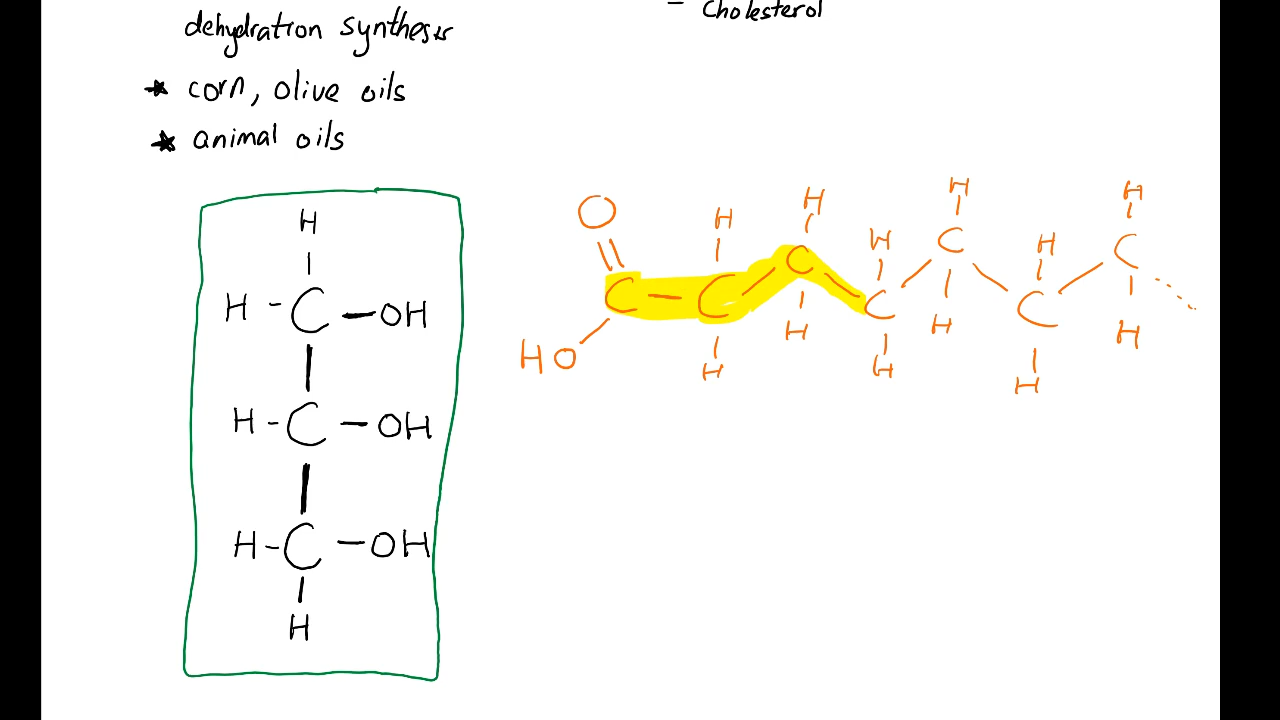 dehydration synthesis
- Cholesterol
* corn, olive oils
* animal oils
H
H - C - OH
H - C - OH
H - C - OH
H
H H H H
O H H H
C - C - C - C - C - C - C
HO H H H H H H